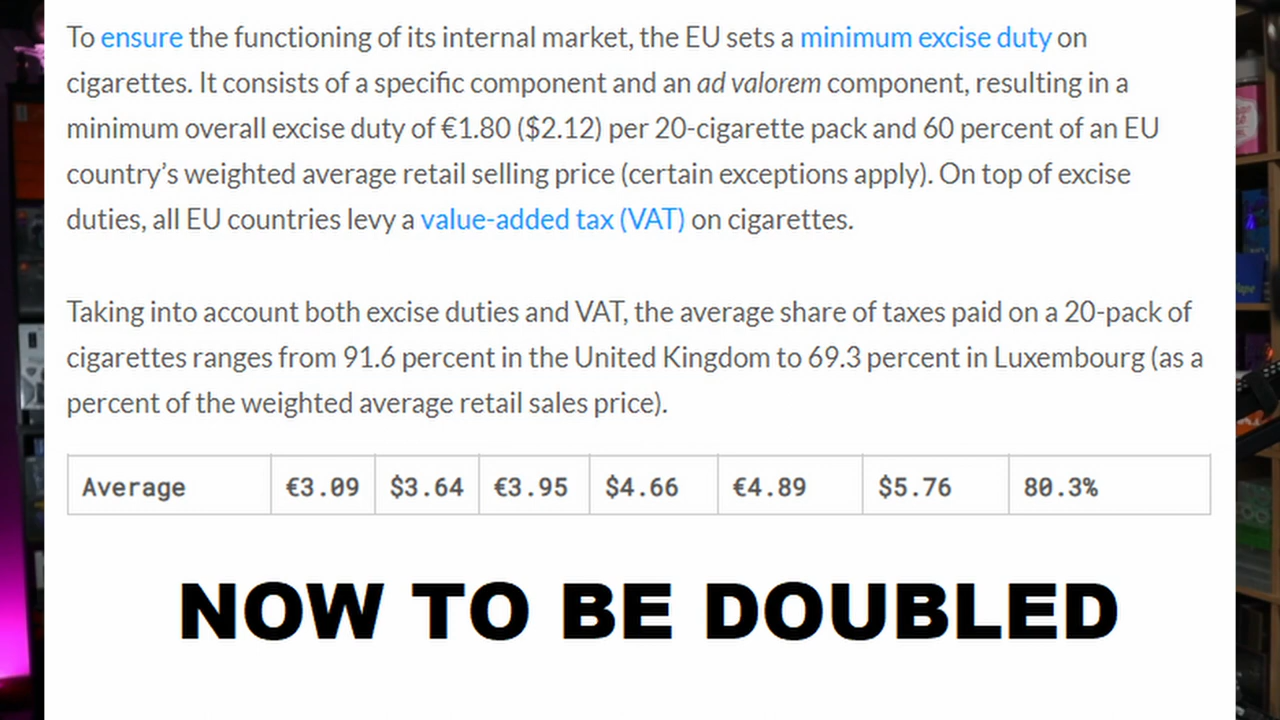 To ensure the functioning of its internal market, the EU sets a minimum excise duty on
cigarettes. It consists of a specific component and an ad valorem component, resulting in a
minimum overall excise duty of €1.80 ($2.12) per 20-cigarette pack and 60 percent of an EU
country’s weighted average retail selling price (certain exceptions apply). On top of excise
duties, all EU countries levy a value-added tax (VAT) on cigarettes.
Taking into account both excise duties and VAT, the average share of taxes paid on a 20-pack of
cigarettes ranges from 91.6 percent in the United Kingdom to 69.3 percent in Luxembourg (as a
percent of the weighted average retail sales price).
Average €3.09 $3.64 €3.95 $4.66 €4.89 $5.76 80.3%
NOW TO BE DOUBLED